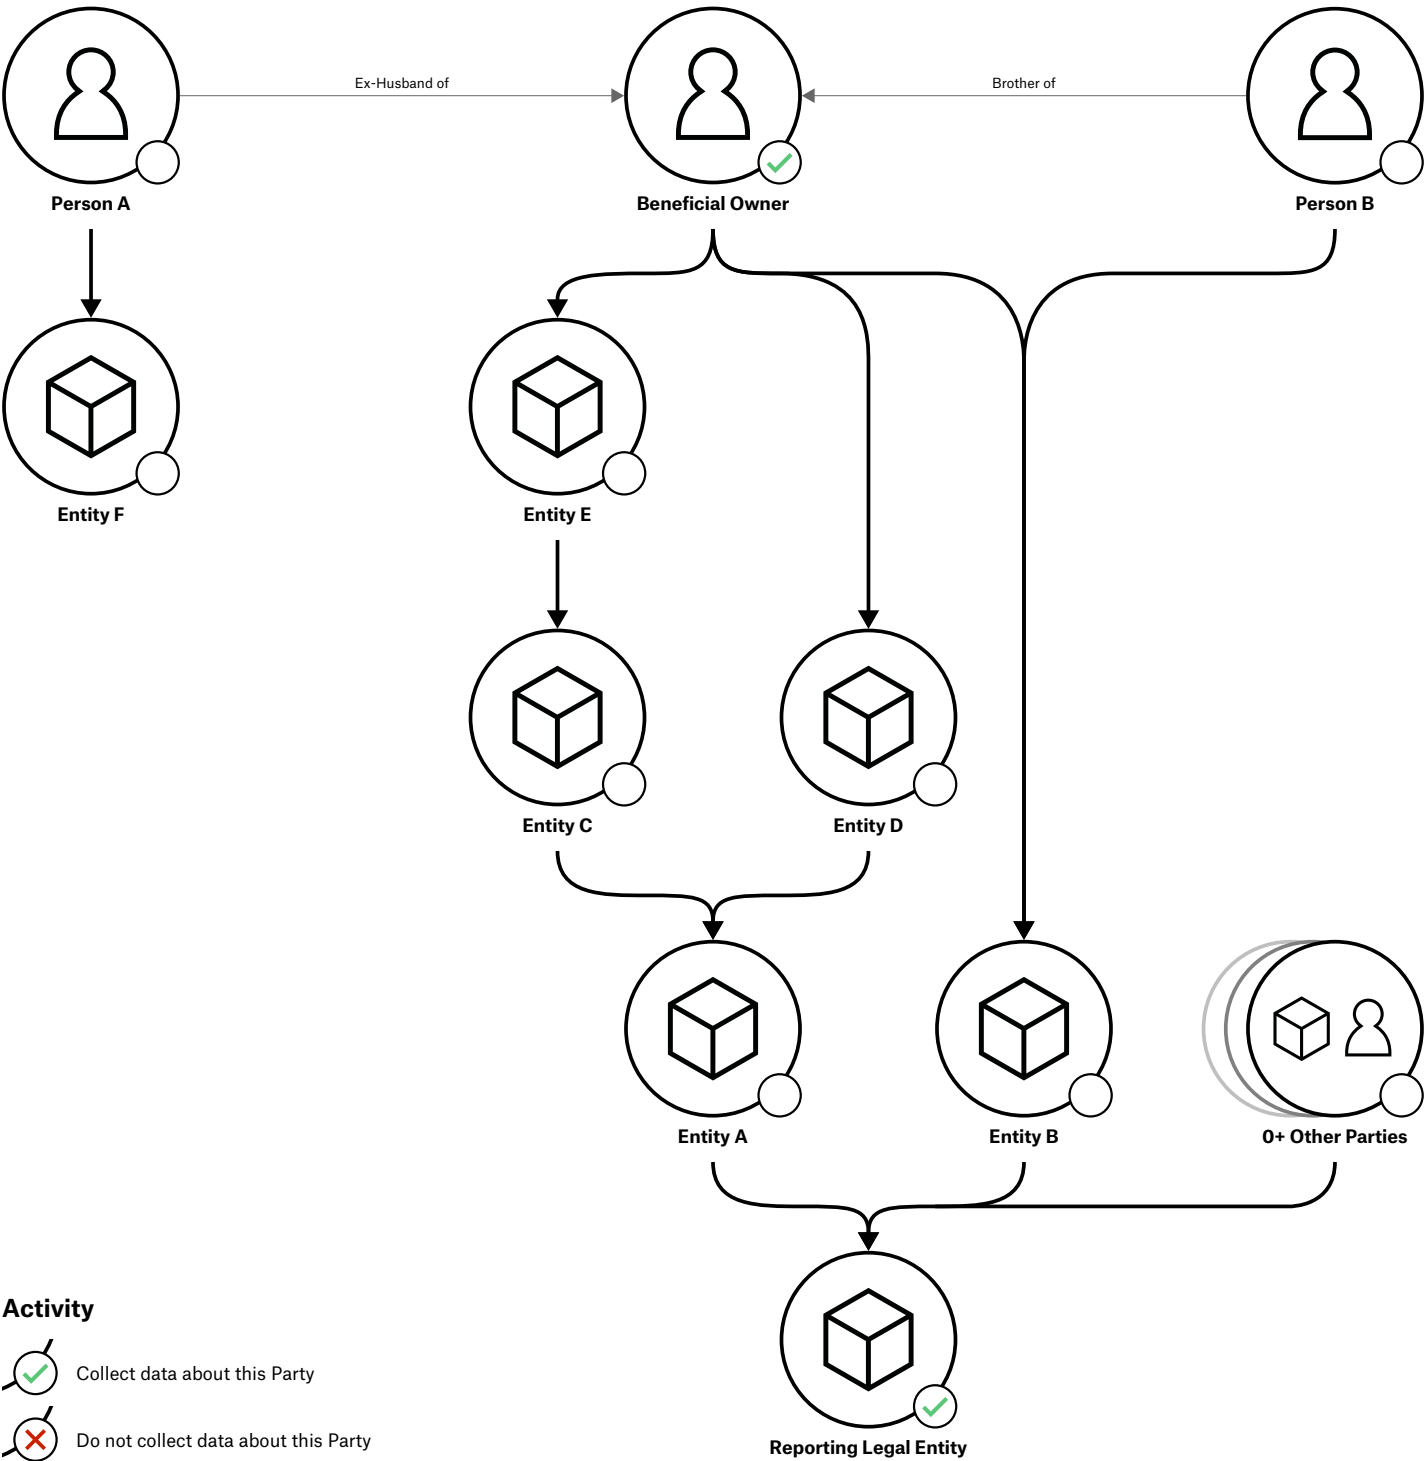 Ex-Husband of
Brother of
Person A
Beneficial Owner
Person B
Entity F
Entity E
Entity C
Entity D
Entity A
Entity B
0+ Other Parties
Reporting Legal Entity
Activity
Collect data about this Party
Do not collect data about this Party